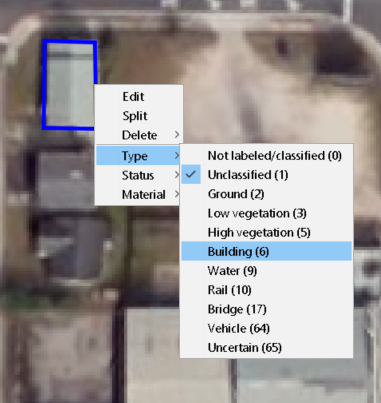 Edit
Split
Delete
Type
Status
Material
Not labeled/classified (0)
Unclassified (1)
Ground (2)
Low vegetation (3)
High vegetation (5)
Building (6)
Water (9)
Rail (10)
Bridge (17)
Vehicle (64)
Uncertain (65)